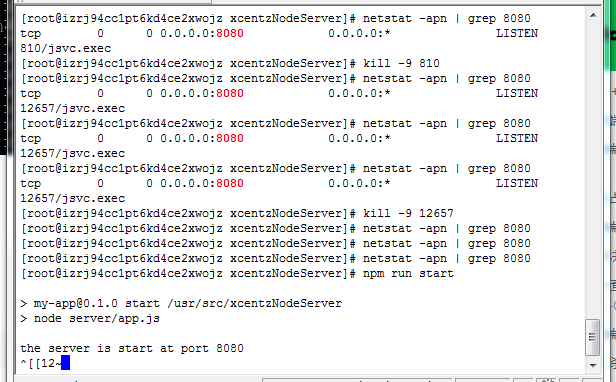 [root@izrj94cc1pt6kd4ce2xwojz xcentzNodeServer]# netstat -apn | grep 8080
tcp 0 0 0.0.0.0:8080 0.0.0.0:* LISTEN
810/jsvc.exec
[root@izrj94cc1pt6kd4ce2xwojz xcentzNodeServer]# kill -9 810
[root@izrj94cc1pt6kd4ce2xwojz xcentzNodeServer]# netstat -apn | grep 8080
tcp 0 0 0.0.0.0:8080 0.0.0.0:* LISTEN
12657/jsvc.exec
[root@izrj94cc1pt6kd4ce2xwojz xcentzNodeServer]# netstat -apn | grep 8080
tcp 0 0 0.0.0.0:8080 0.0.0.0:* LISTEN
12657/jsvc.exec
[root@izrj94cc1pt6kd4ce2xwojz xcentzNodeServer]# netstat -apn | grep 8080
tcp 0 0 0.0.0.0:8080 0.0.0.0:* LISTEN
12657/jsvc.exec
[root@izrj94cc1pt6kd4ce2xwojz xcentzNodeServer]# kill -9 12657
[root@izrj94cc1pt6kd4ce2xwojz xcentzNodeServer]# netstat -apn | grep 8080
[root@izrj94cc1pt6kd4ce2xwojz xcentzNodeServer]# netstat -apn | grep 8080
[root@izrj94cc1pt6kd4ce2xwojz xcentzNodeServer]# netstat -apn | grep 8080
[root@izrj94cc1pt6kd4ce2xwojz xcentzNodeServer]# npm run start
> my-app@0.1.0 start /usr/src/xcentzNodeServer
> node server/app.js
the server is start at port 8080
^[[12~